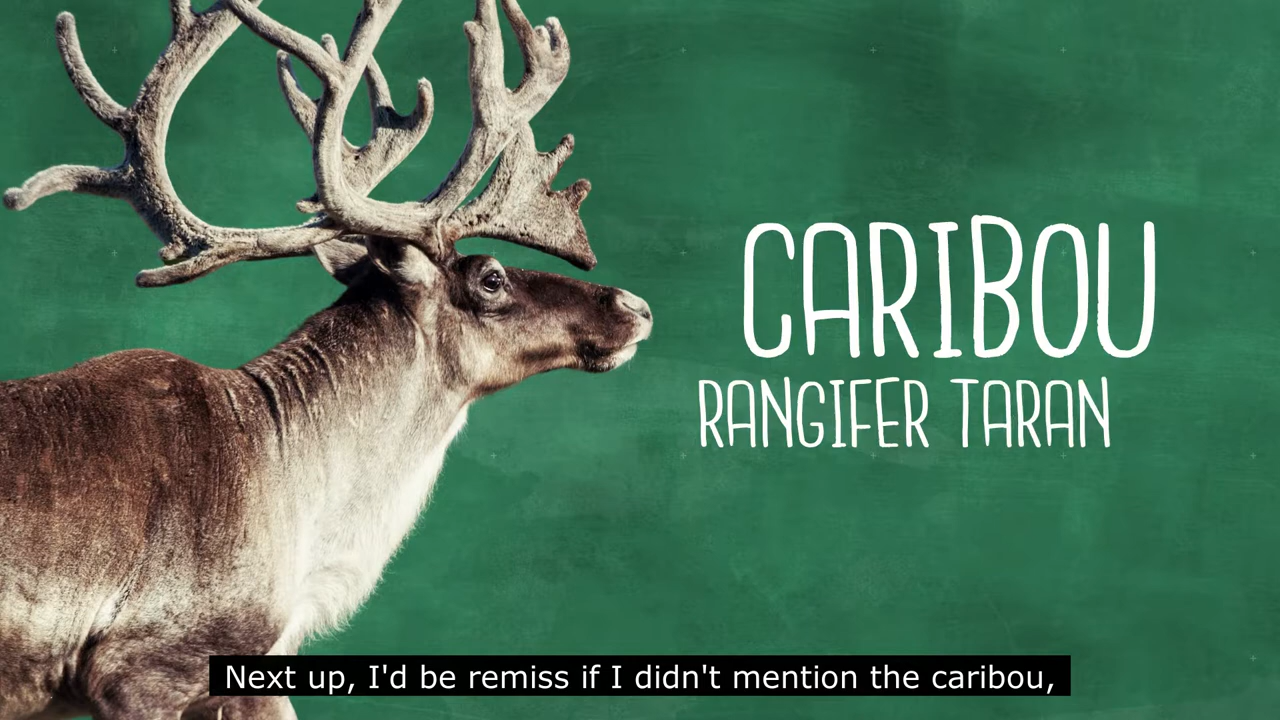 CARIBOU
RANGIFER TARAN
Next up, I'd be remiss if I didn't mention the caribou,